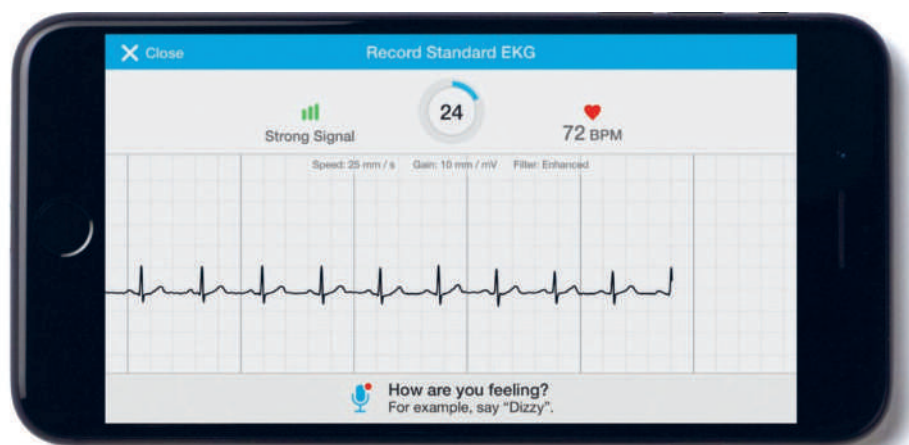 Close
Record Standard EKG
24
Strong Signal
72 BPM
Speed: 25 mm / s Gain: 10 mm / mV Filter: Enhanced
How are you feeling?
For example, say “Dizzy”.